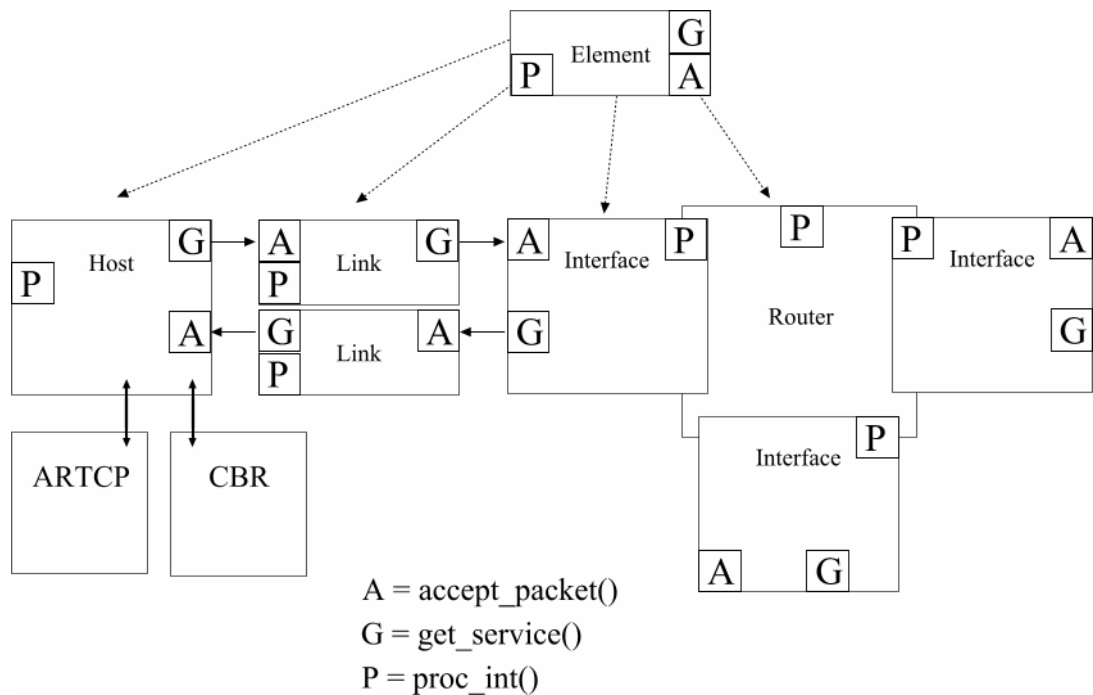 G
Element
P
A
P
G
A
G
A
P
P
A
Host
Link
Interface
Interface
P
P
Router
A
G
A
G
G
Link
P
P
ARTCP
CBR
Interface
A
G
A = accept_packet()
G = get_service()
P = proc_int()